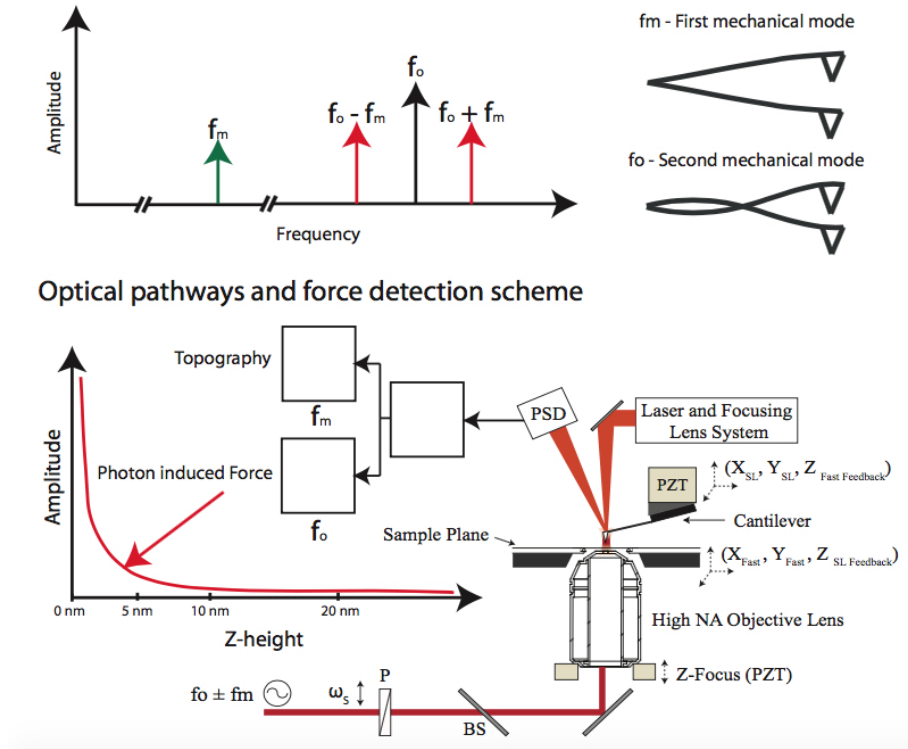 fm - First mechanical mode
Amplitude
fm
fo - fm
fo
fo + fm
Frequency
fo - Second mechanical mode
Optical pathways and force detection scheme
Topography
fm
fo
Amplitude
Photon induced Force
0 nm
5 nm
10 nm
20 nm
Z-height
PSD
Laser and Focusing
Lens System
PZT
(XSL, YSL, Z Fast Feedback)
Cantilever
Sample Plane
(XFast, YFast, Z SL Feedback)
High NA Objective Lens
Z-Focus (PZT)
fo ± fm
ωs
P
BS